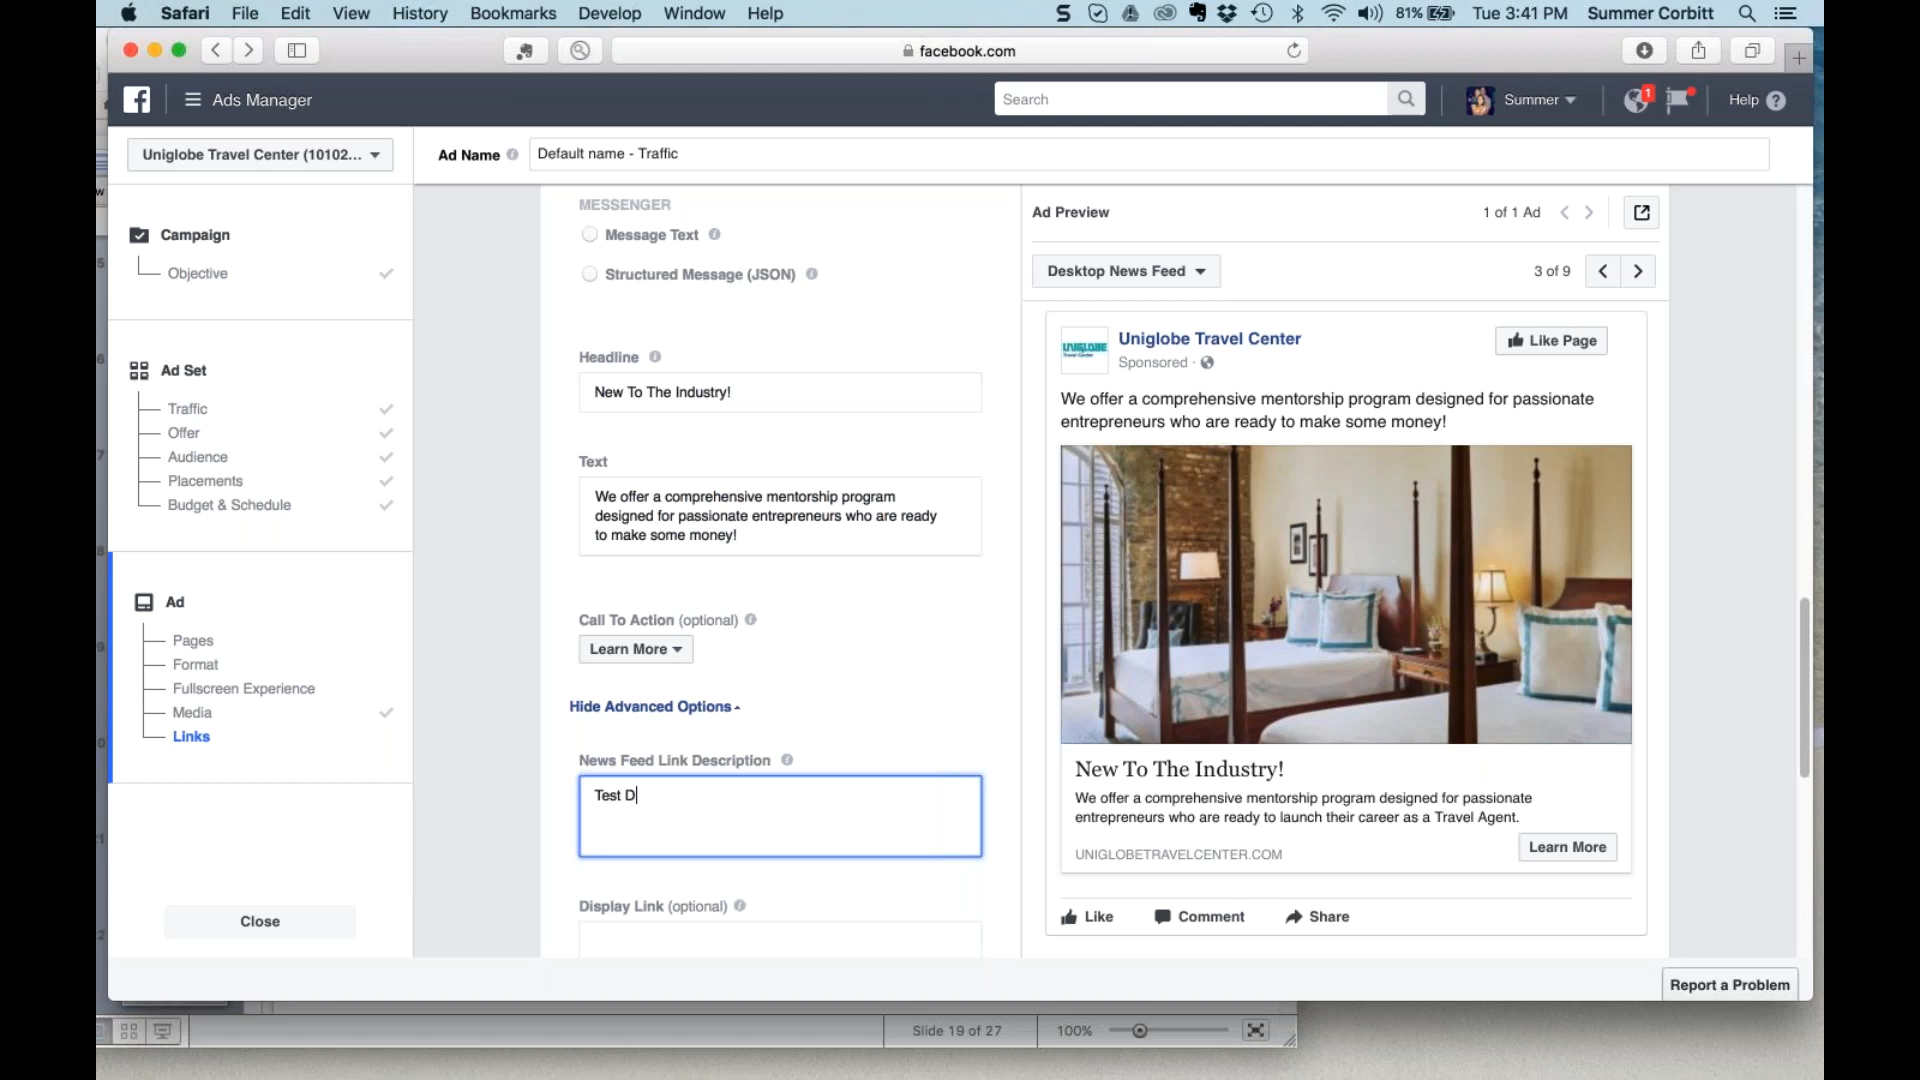 Safari File Edit View History Bookmarks Develop Window Help 81% Tue 3:41 PM Summer Corbitt
facebook.com
Ads Manager Search Summer 1 Help
Uniglobe Travel Center (10102... Ad Name Default name - Traffic
Campaign
Objective
Ad Set
Traffic
Offer
Audience
Placements
Budget & Schedule
Ad
Pages
Format
Fullscreen Experience
Media
Links
Close
MESSENGER
Message Text
Structured Message (JSON)
Headline
New To The Industry!
Text
We offer a comprehensive mentorship program
designed for passionate entrepreneurs who are ready
to make some money!
Call To Action (optional)
Learn More
Hide Advanced Options
News Feed Link Description
Test D
Display Link (optional)
Ad Preview 1 of 1 Ad
Desktop News Feed 3 of 9
UNIGLOBE
Travel Center
Uniglobe Travel Center
Sponsored ·
Like Page
We offer a comprehensive mentorship program designed for passionate
entrepreneurs who are ready to make some money!
New To The Industry!
We offer a comprehensive mentorship program designed for passionate
entrepreneurs who are ready to launch their career as a Travel Agent.
UNIGLOBETRAVELCENTER.COM
Learn More
Like Comment Share
Report a Problem
Slide 19 of 27 100%